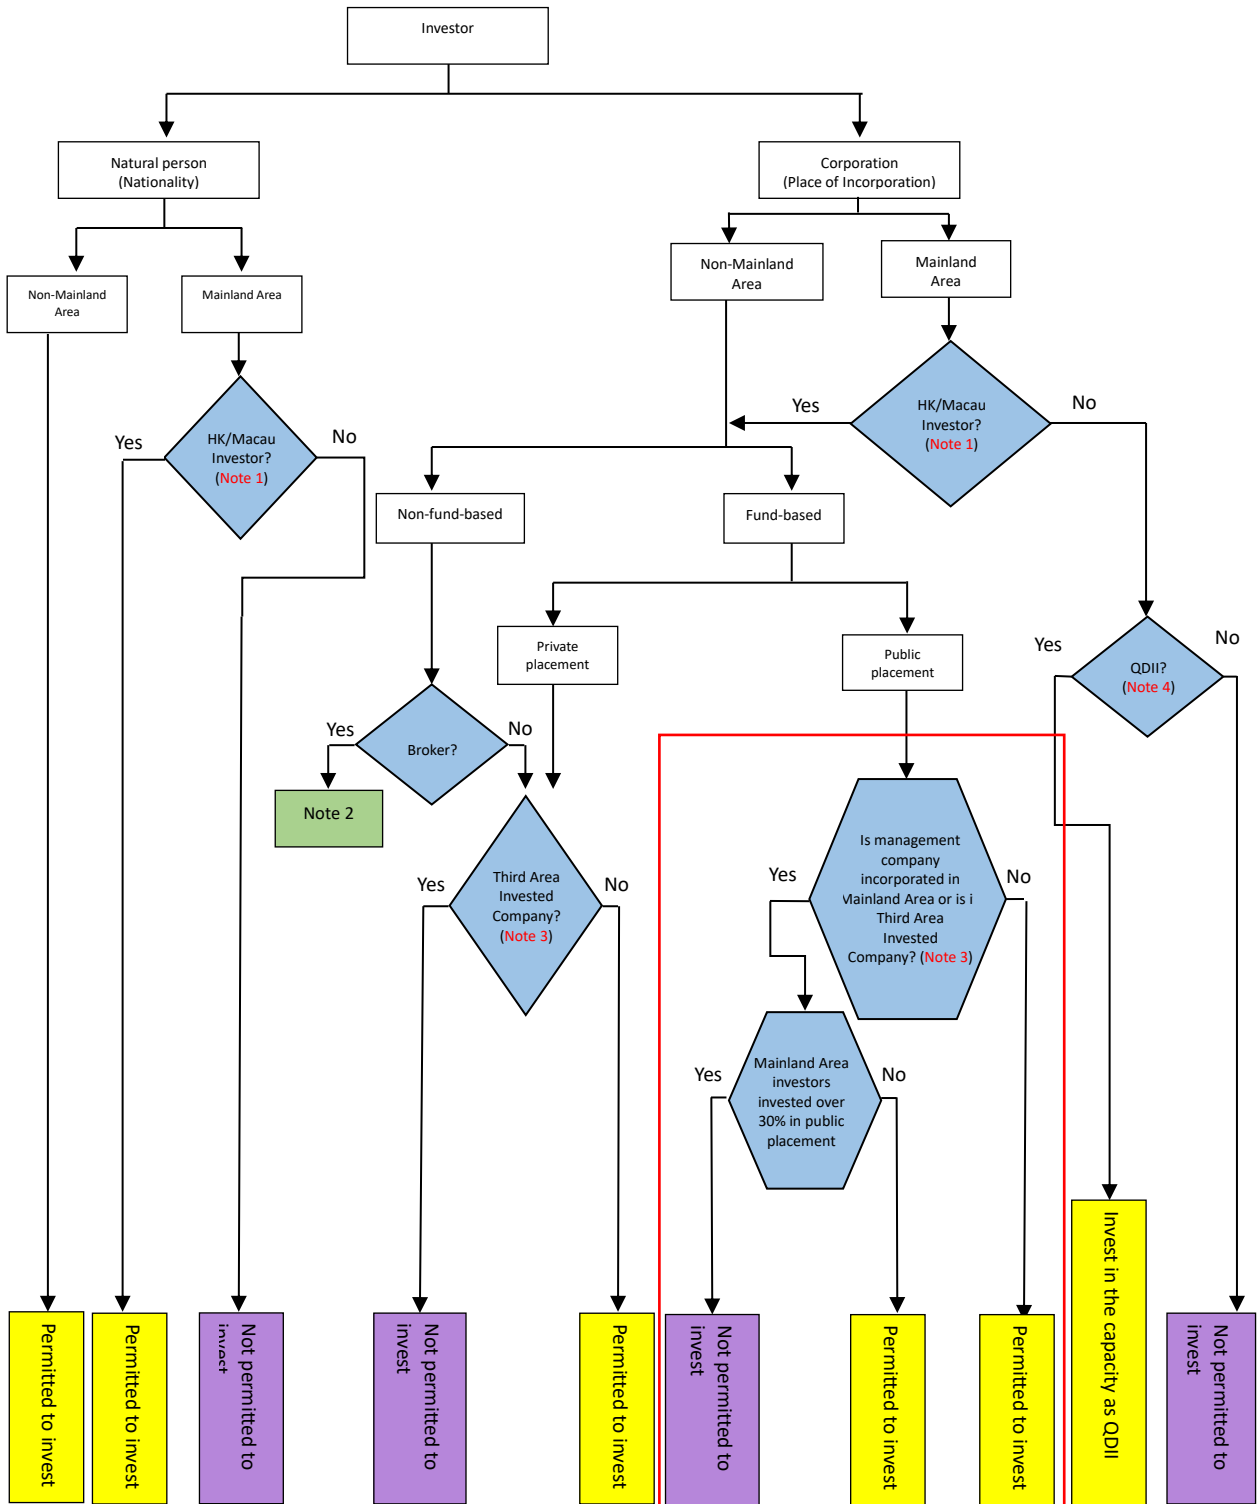 Investor
Natural person
(Nationality)
Corporation
(Place of Incorporation)
Non-Mainland
Area
Mainland
Area
Non-Mainland
Area
Mainland Area
HK/Macau
Investor?
(Note 1)
Yes
No
HK/Macau
Investor?
(Note 1)
Yes
No
Non-fund-based
Fund-based
Private
placement
Public
placement
Yes
QDII?
(Note 4)
No
Yes
Broker?
No
Note 2
Yes
Third Area
Invested
Company?
(Note 3)
No
Yes
Is management
company
incorporated in
Mainland Area or is i
Third Area
Invested
Company? (Note 3)
No
Yes
Mainland Area
investors
invested over
30% in public
placement
No
Permitted to invest
Permitted to invest
Not permitted to
invest
Not permitted to
invest
Permitted to invest
Not permitted to
invest
Permitted to invest
Permitted to invest
Invest in the capacity as QDII
Not permitted to
invest